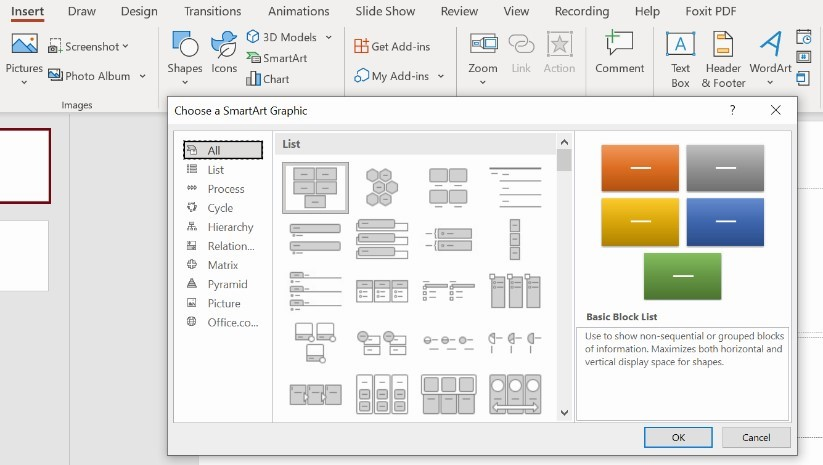 Insert Draw Design Transitions Animations Slide Show Review View Recording Help Foxit PDF
Pictures
Screenshot
Photo Album
Images
Shapes
Icons
3D Models
SmartArt
Chart
Get Add-ins
My Add-ins
Zoom
Link
Action
Comment
Text
Box
Header
& Footer
WordArt
Choose a SmartArt Graphic
?
All
List
Process
Cycle
Hierarchy
Relation...
Matrix
Pyramid
Picture
Office.co...
List
Basic Block List
Use to show non-sequential or grouped blocks
of information. Maximizes both horizontal and
vertical display space for shapes.
OK
Cancel